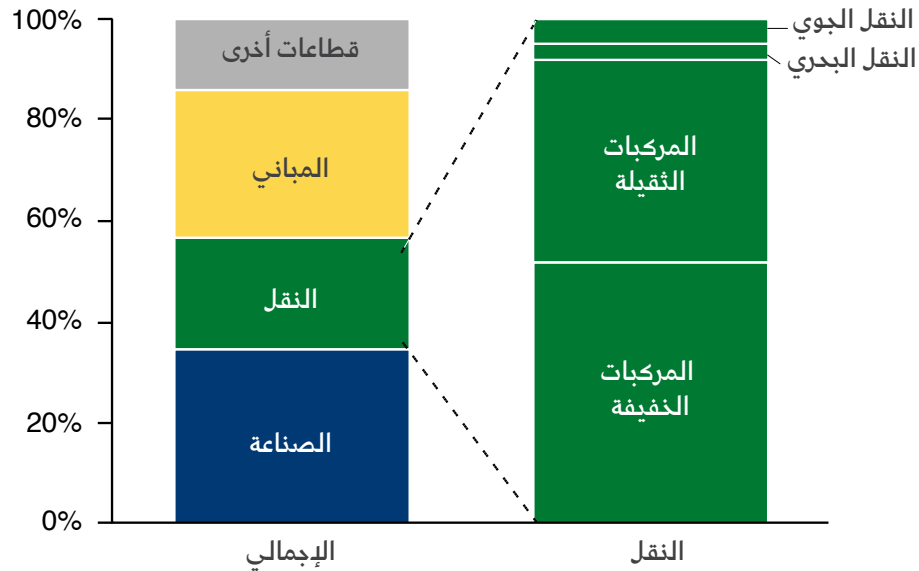 100%
80%
60%
40%
20%
0%
قطاعات أخرى
المباني
النقل
الصناعة
الإجمالي
النقل الجوي
النقل البحري
المركبات
الثقيلة
المركبات
الخفيفة
النقل